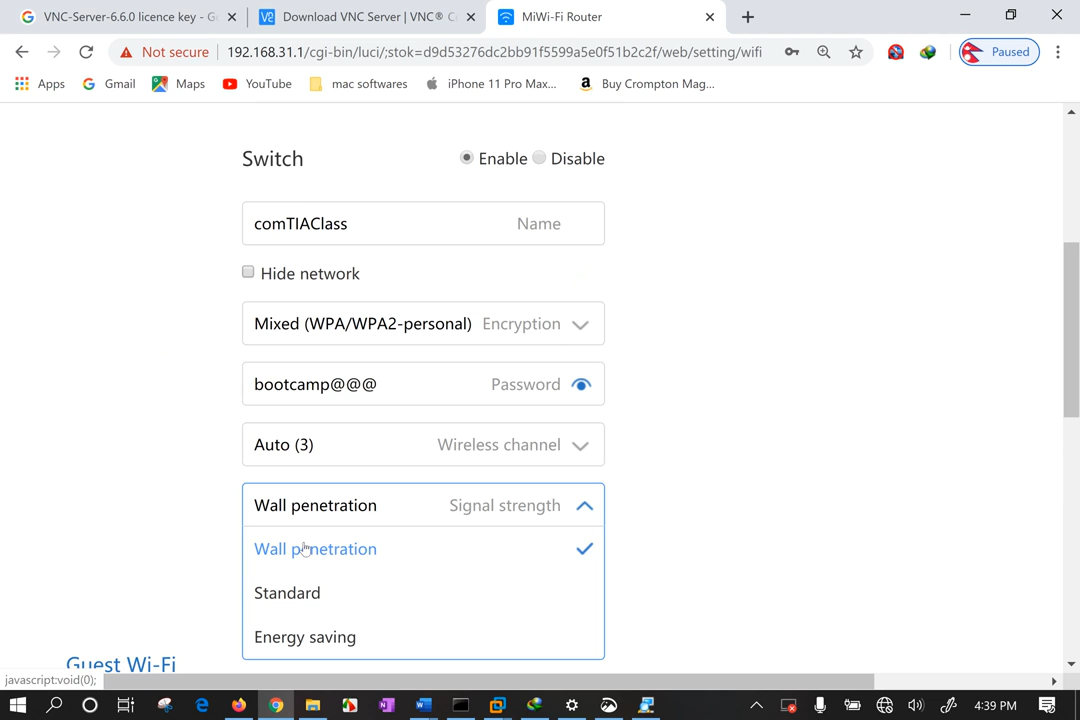 VNC-Server-6.6.0 licence key - G
Download VNC Server | VNC® C
MiWi-Fi Router
Not secure
192.168.31.1/cgi-bin/luci/;stok=d9d53276dc2bb91f5599a5e0f51b2c2f/web/setting/wifi
Paused
Apps
Gmail
Maps
YouTube
mac softwares
iPhone 11 Pro Max...
Buy Crompton Mag...
Switch
Enable
Disable
comTIAClass
Name
Hide network
Mixed (WPA/WPA2-personal)
Encryption
bootcamp@@@
Password
Auto (3)
Wireless channel
Wall penetration
Signal strength
Wall penetration
Standard
Energy saving
Guest Wi-Fi
javascript:void(0);
4:39 PM